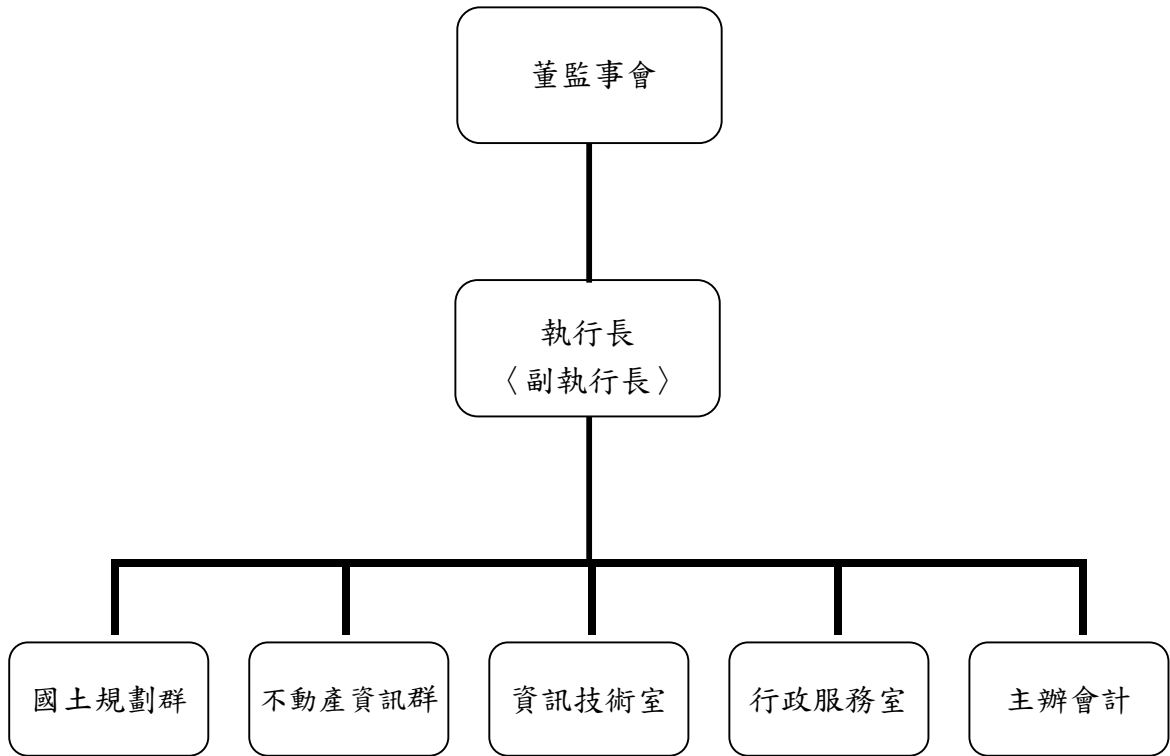 董監事會
執行長
〈副執行長〉
國土規劃群
不動產資訊群
資訊技術室
行政服務室
主辦會計